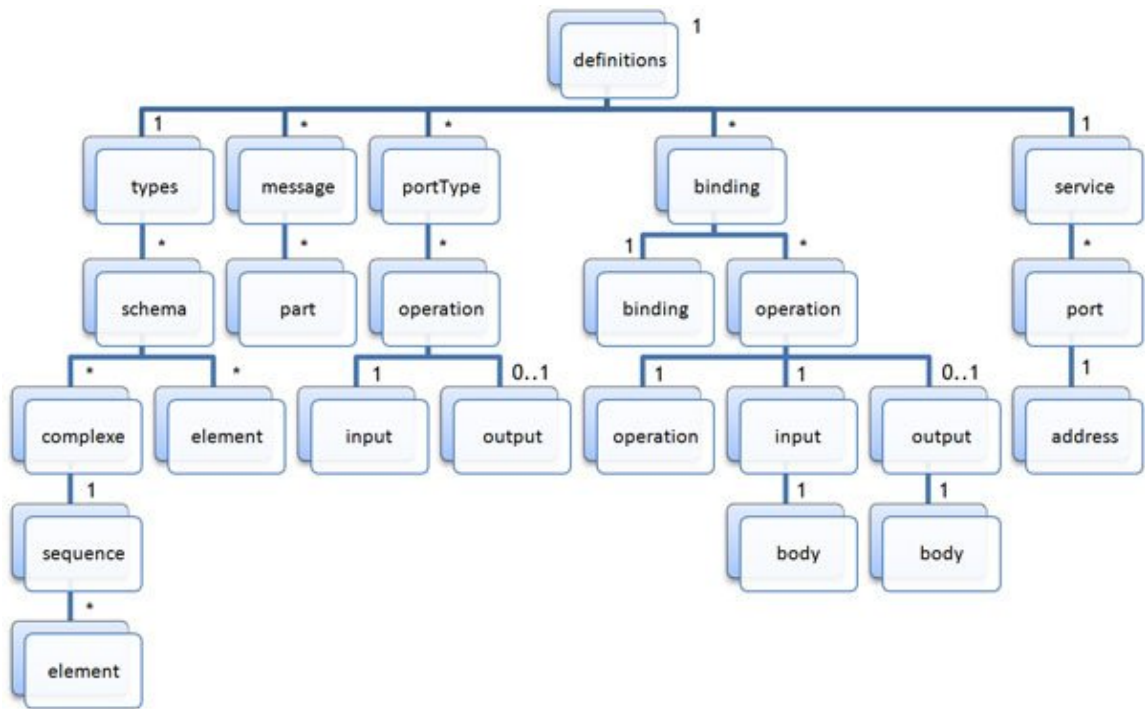 1
definitions
1 * * * 1
types message portType binding service
* * * 1 * *
schema part operation binding operation port
* * 1 0..1 1 1 0..1 1
complexe element input output operation input output address
1 1 1
sequence body body
*
element